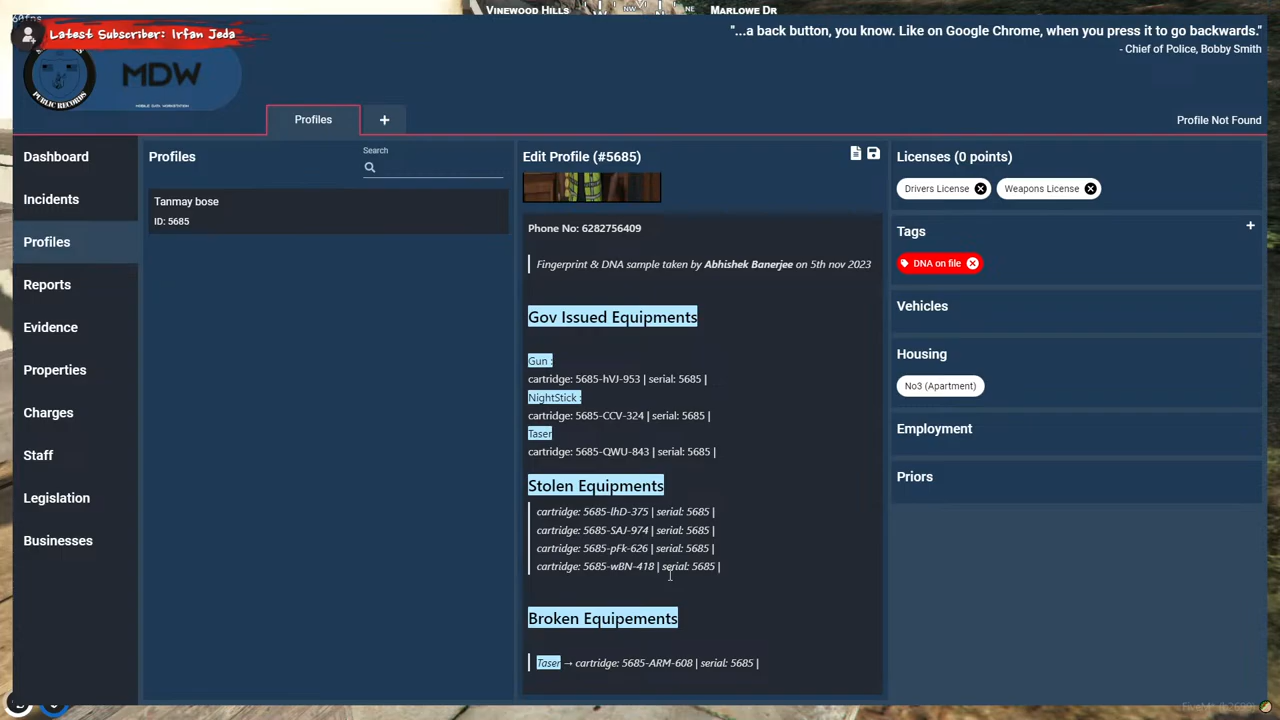 60fps
VINEWOOD HILLS
NW
MARLOWE DR
Latest Subscriber: Irfan Jeda
"...a back button, you know. Like on Google Chrome, when you press it to go backwards."
- Chief of Police, Bobby Smith
PUBLIC RECORDS
MDW
MOBILE DATA WORKSTATION
Profiles
+
Profile Not Found
Dashboard
Incidents
Profiles
Reports
Evidence
Properties
Charges
Staff
Legislation
Businesses
Profiles
Search
Tanmay bose
ID: 5685
Edit Profile (#5685)
Phone No: 6282756409
Fingerprint & DNA sample taken by Abhishek Banerjee on 5th nov 2023
Gov Issued Equipments
Gun :
cartridge: 5685-hVJ-953 | serial: 5685 |
NightStick :
cartridge: 5685-CCV-324 | serial: 5685 |
Taser
cartridge: 5685-QWU-843 | serial: 5685 |
Stolen Equipments
cartridge: 5685-lhD-375 | serial: 5685 |
cartridge: 5685-SAJ-974 | serial: 5685 |
cartridge: 5685-pFk-626 | serial: 5685 |
cartridge: 5685-wBN-418 | serial: 5685 |
Broken Equipements
Taser → cartridge: 5685-ARM-608 | serial: 5685 |
Licenses (0 points)
Drivers License
Weapons License
Tags
+
DNA on file
Vehicles
Housing
No3 (Apartment)
Employment
Priors